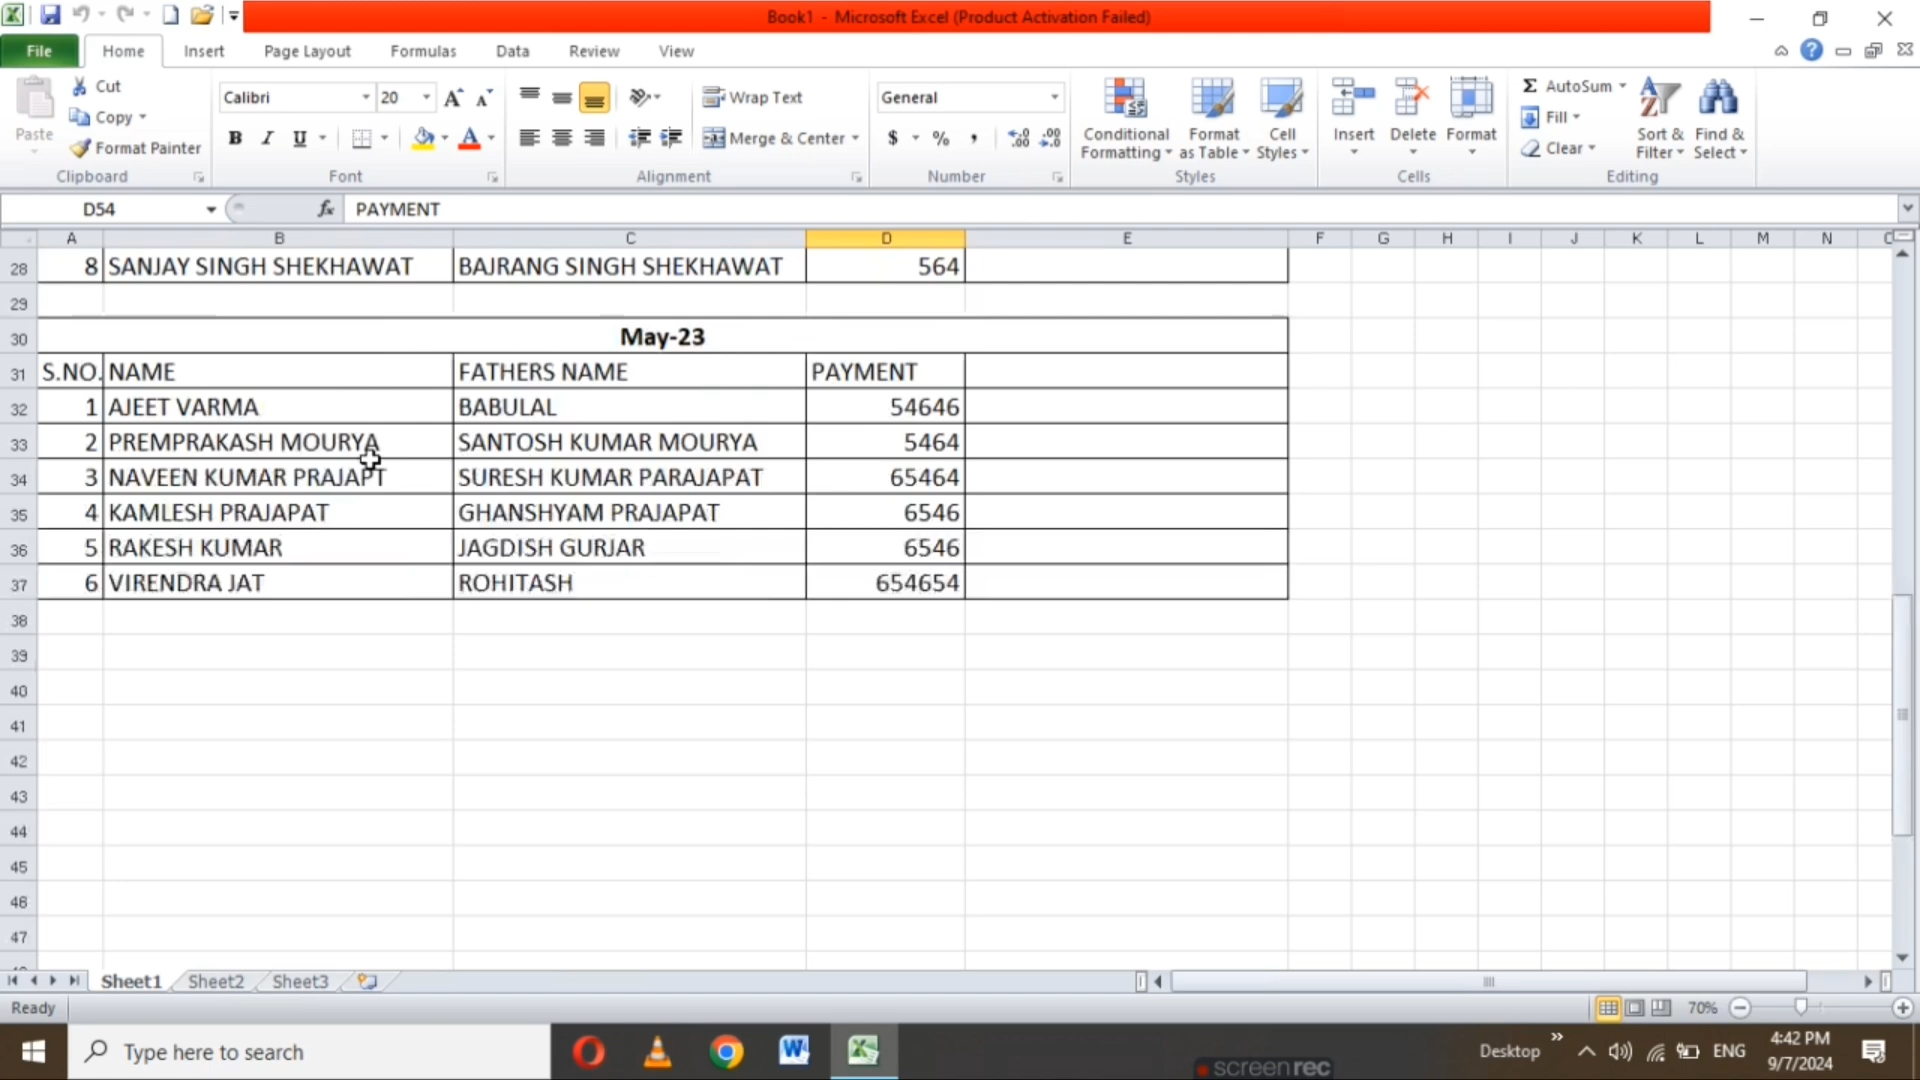 Book1 - Microsoft Excel (Product Activation Failed)
File Home Insert Page Layout Formulas Data Review View
Paste
Cut
Copy
Format Painter
Clipboard
Calibri 20
B I U
Font
Wrap Text
Merge & Center
Alignment
General
$ % ,
Number
Conditional Formatting
Format as Table
Cell Styles
Styles
Insert Delete Format
Cells
AutoSum
Fill
Clear
Sort & Filter
Find & Select
Editing
D54 fx PAYMENT
A B C D E F G H I J K L M N
28 8 SANJAY SINGH SHEKHAWAT BAJRANG SINGH SHEKHAWAT 564
29
30 May-23
31 S.NO. NAME FATHERS NAME PAYMENT
32 1 AJEET VARMA BABULAL 54646
33 2 PREMPRAKASH MOURYA SANTOSH KUMAR MOURYA 5464
34 3 NAVEEN KUMAR PRAJAPT SURESH KUMAR PARAJAPAT 65464
35 4 KAMLESH PRAJAPAT GHANSHYAM PRAJAPAT 6546
36 5 RAKESH KUMAR JAGDISH GURJAR 6546
37 6 VIRENDRA JAT ROHITASH 654654
38
39
40
41
42
43
44
45
46
47
Sheet1 Sheet2 Sheet3
Ready 70%
Type here to search
screenrec
Desktop ENG
4:42 PM
9/7/2024